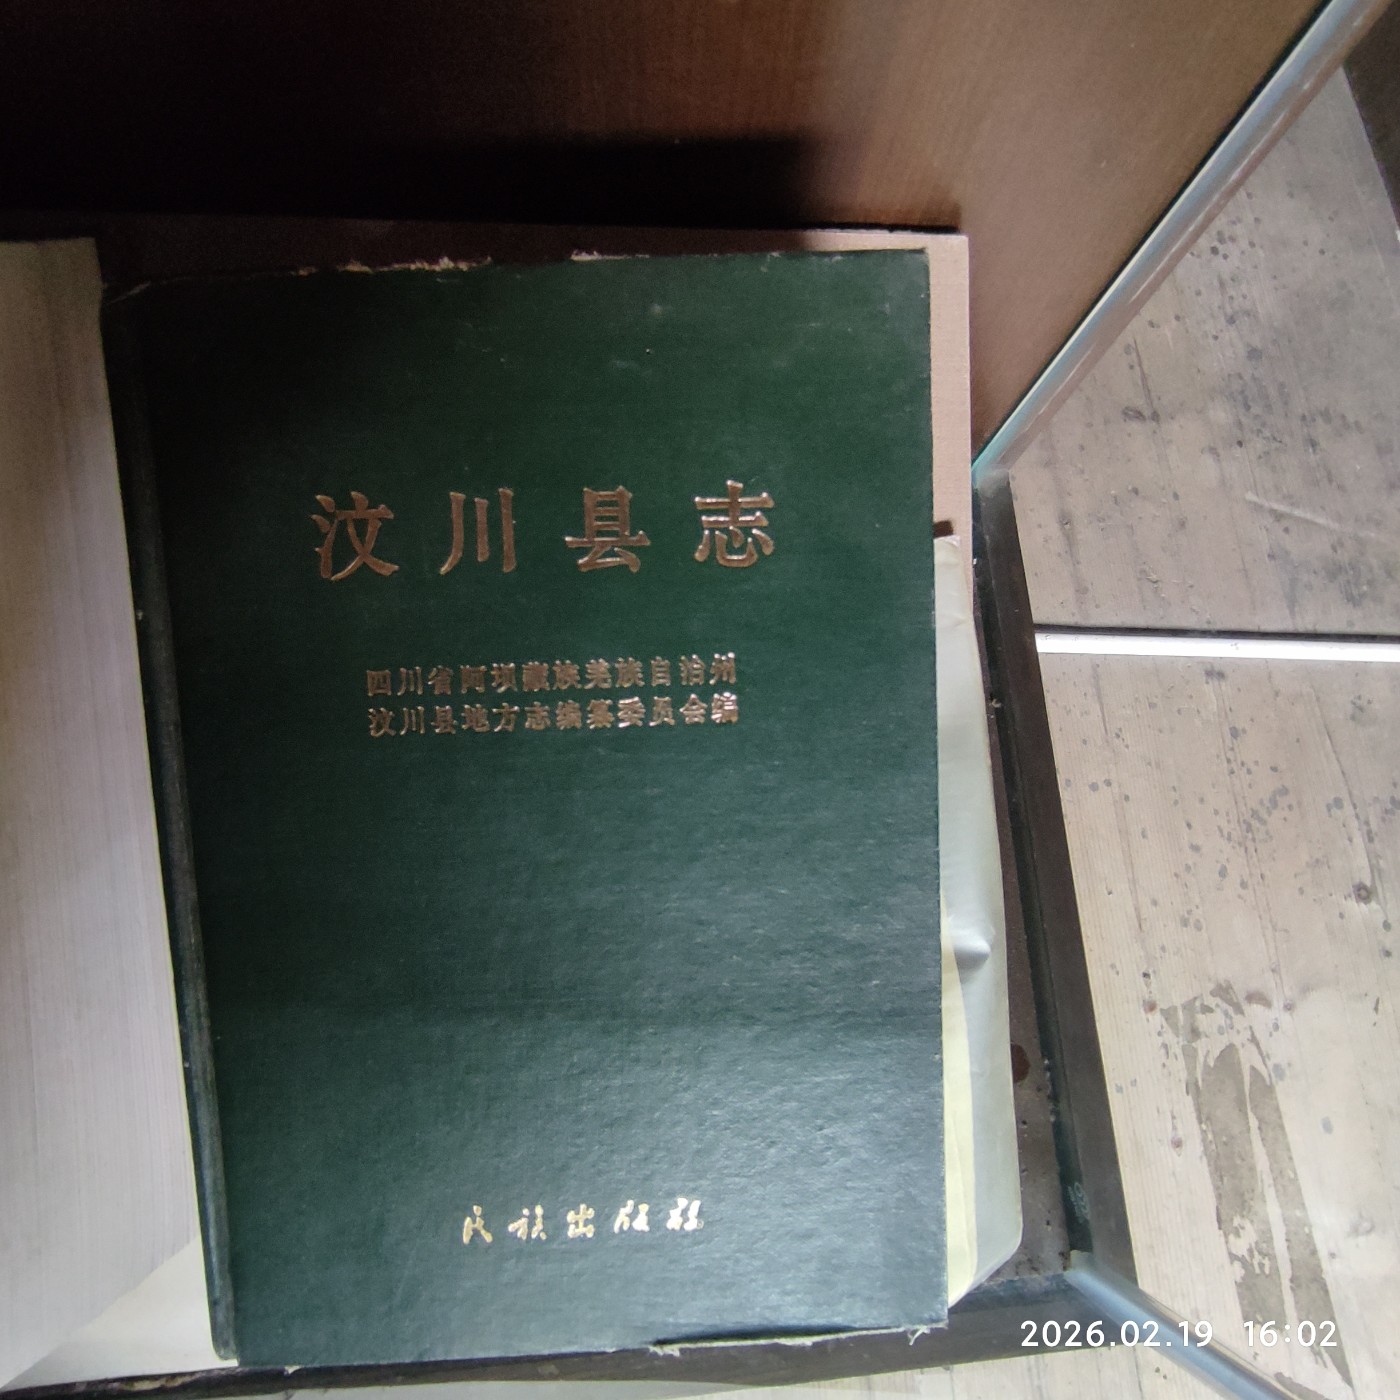 汶川县志
四川省阿坝藏族羌族自治州
汶川县地方志编纂委员会编
民族出版社
2026.02.19 16:02